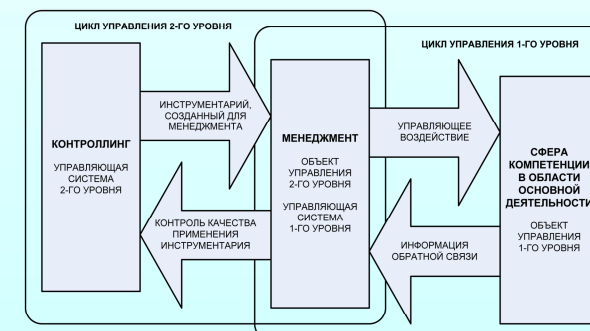 ЦИКЛ УПРАВЛЕНИЯ 2-ГО УРОВНЯ
ЦИКЛ УПРАВЛЕНИЯ 1-ГО УРОВНЯ
КОНТРОЛЛИНГ
УПРАВЛЯЮЩАЯ
СИСТЕМА
2-ГО УРОВНЯ
ИНСТРУМЕНТАРИЙ,
СОЗДАННЫЙ ДЛЯ
МЕНЕДЖМЕНТА
КОНТРОЛЬ КАЧЕСТВА
ПРИМЕНЕНИЯ
ИНСТРУМЕНТАРИЯ
МЕНЕДЖМЕНТ
ОБЪЕКТ
УПРАВЛЕНИЯ
2-ГО УРОВНЯ
УПРАВЛЯЮЩАЯ
СИСТЕМА
1-ГО УРОВНЯ
УПРАВЛЯЮЩЕЕ
ВОЗДЕЙСТВИЕ
ИНФОРМАЦИЯ
ОБРАТНОЙ СВЯЗИ
СФЕРА
КОМПЕТЕНЦИИ
В ОБЛАСТИ
ОСНОВНОЙ
ДЕЯТЕЛЬНОСТИ
ОБЪЕКТ
УПРАВЛЕНИЯ
1-ГО УРОВНЯ